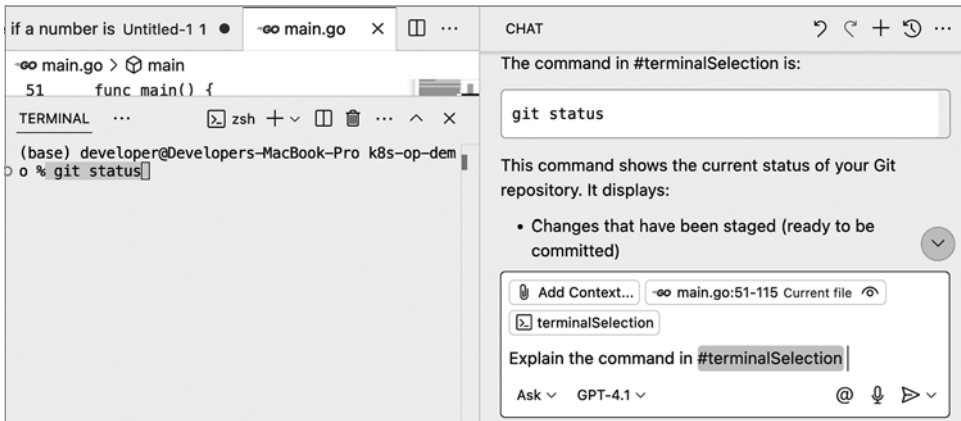 if a number is Untitled-1 1
main.go
main.go > main
51 func main() {
TERMINAL
zsh
(base) developer@Developers-MacBook-Pro k8s-op-dem
o % git status
CHAT
The command in #terminalSelection is:
git status
This command shows the current status of your Git
repository. It displays:
• Changes that have been staged (ready to be
committed)
Add Context... main.go:51-115 Current file
terminalSelection
Explain the command in #terminalSelection
Ask GPT-4.1 @